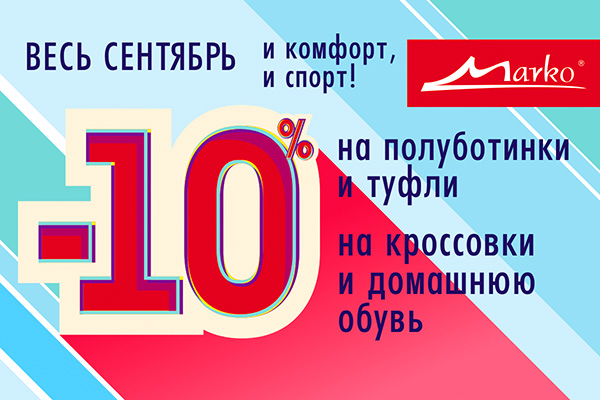 ВЕСЬ СЕНТЯБРЬ
и комфорт,
и спорт!
Marko®
-10%
на полуботинки
и туфли
на кроссовки
и домашнюю
обувь